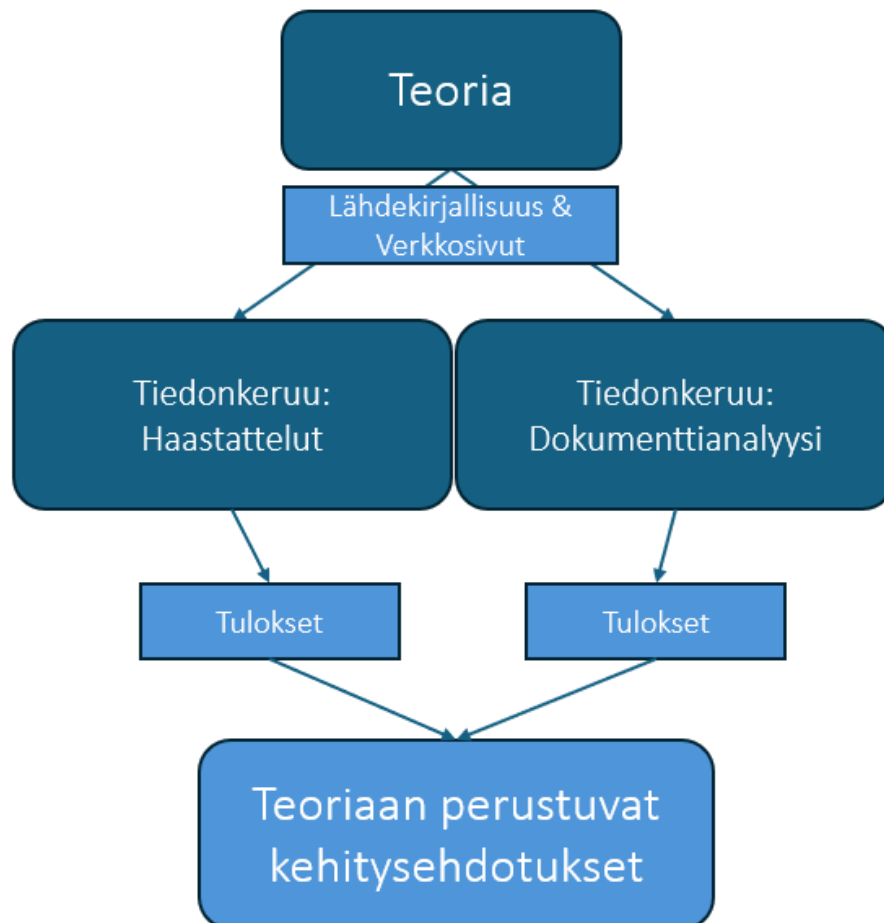 Teoria
Lähdekirjallisuus &
Verkkosivut
Tiedonkeruu:
Haastattelut
Tiedonkeruu:
Dokumenttianalyysi
Tulokset
Tulokset
Teoriaan perustuvat
kehitysehdotukset